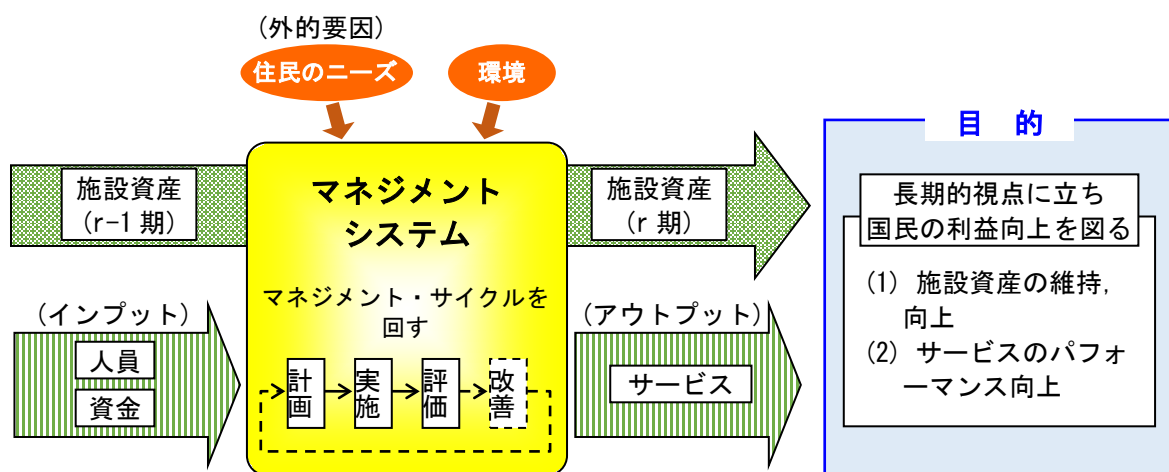 (外的要因)
住民のニーズ
環境
目 的
施設資産
(r-1 期)
マネジメント
システム
施設資産
(r 期)
長期的視点に立ち
国民の利益向上を図る
(1) 施設資産の維持,
向上
(2) サービスのパフォ
ーマンス向上
マネジメント・サイクルを
回す
(インプット)
人員
資金
計画
実施
評価
改善
(アウトプット)
サービス